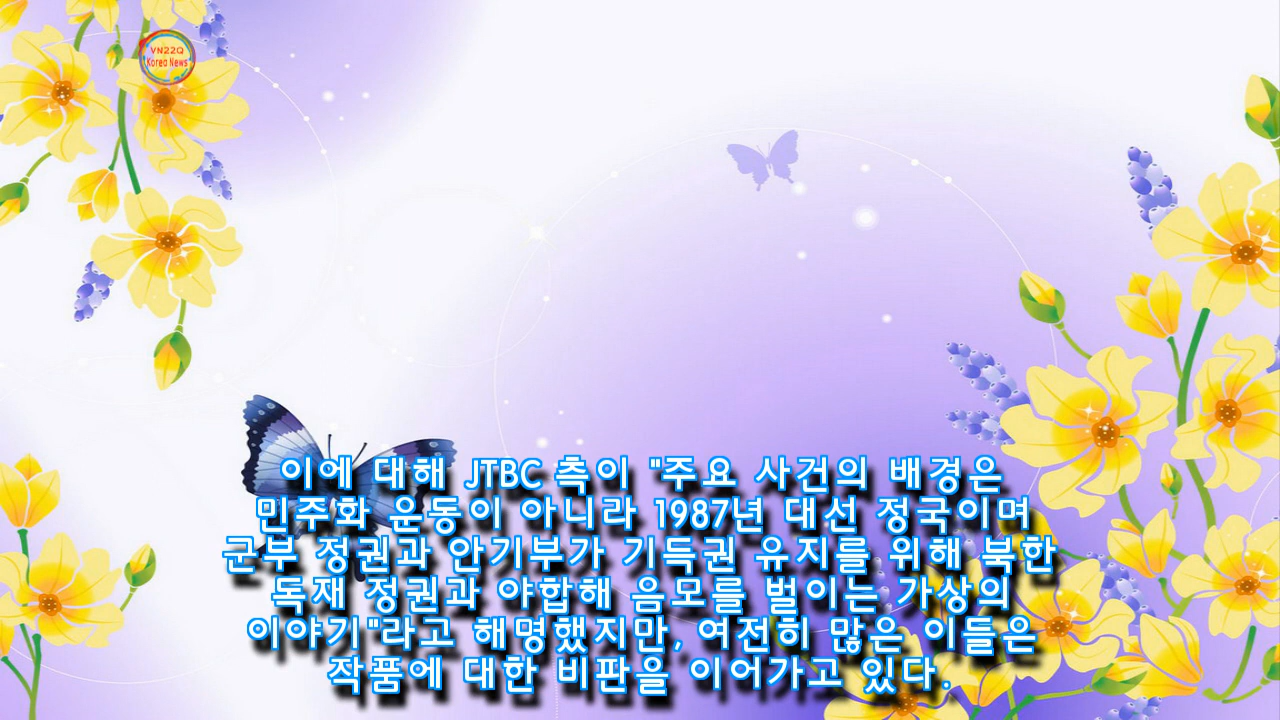 VN22Q
Korea News
이에 대해 JTBC 측이 "주요 사건의 배경은
민주화 운동이 아니라 1987년 대선 정국이며
군부 정권과 안기부가 기득권 유지를 위해 북한
독재 정권과 야합해 음모를 벌이는 가상의
이야기"라고 해명했지만, 여전히 많은 이들은
작품에 대한 비판을 이어가고 있다.